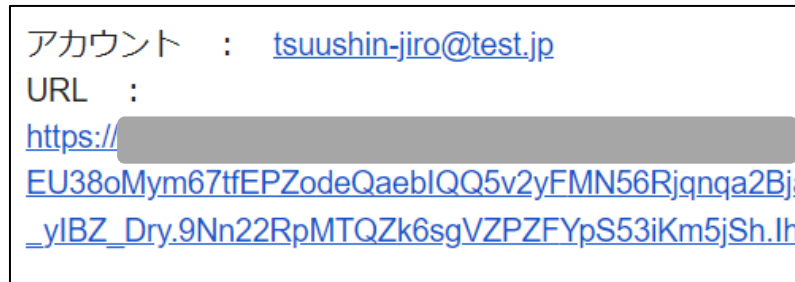 アカウント : tsuushin-jiro@test.jp
URL :
https://
EU38oMym67tfEPZodeQaebIQQ5v2yFMN56Rjqnqa2Bj
_yIBZ_Dry.9Nn22RpMTQZk6sgVZPZFYpS53iKm5jSh.Ih